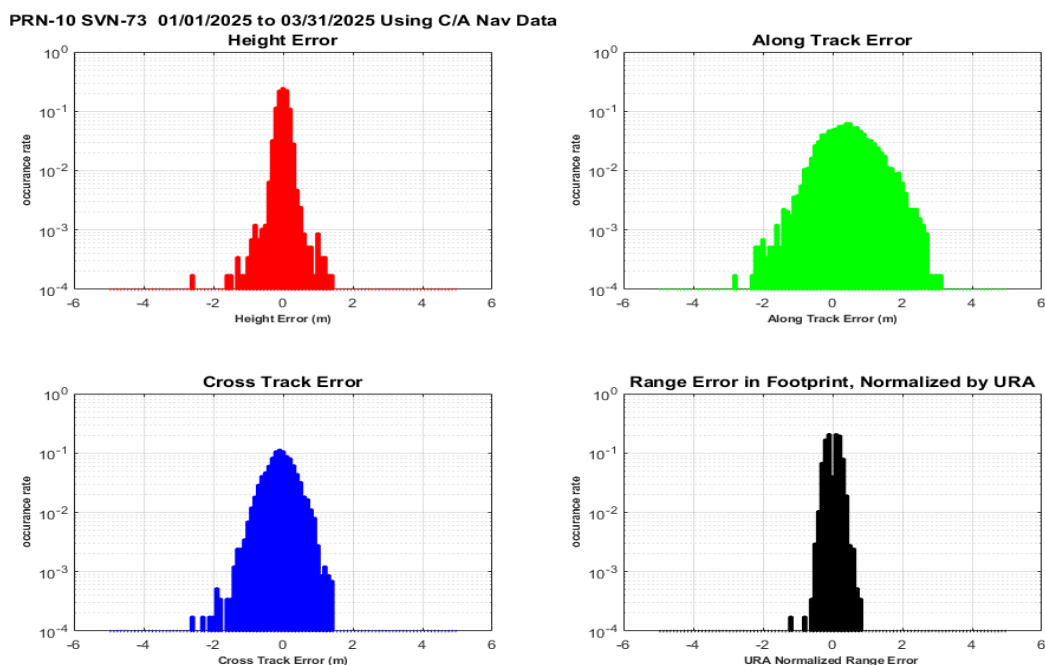 PRN-10 SVN-73  01/01/2025 to 03/31/2025 Using C/A Nav Data
Height Error
10^0
10^-1
10^-2
10^-3
10^-4
occurance rate
-6 -4 -2 0 2 4 6
Height Error (m)
Along Track Error
10^0
10^-1
10^-2
10^-3
10^-4
occurance rate
-6 -4 -2 0 2 4 6
Along Track Error (m)
Cross Track Error
10^0
10^-1
10^-2
10^-3
10^-4
occurance rate
-6 -4 -2 0 2 4 6
Cross Track Error (m)
Range Error in Footprint, Normalized by URA
10^0
10^-1
10^-2
10^-3
10^-4
occurance rate
-6 -4 -2 0 2 4 6
URA Normalized Range Error